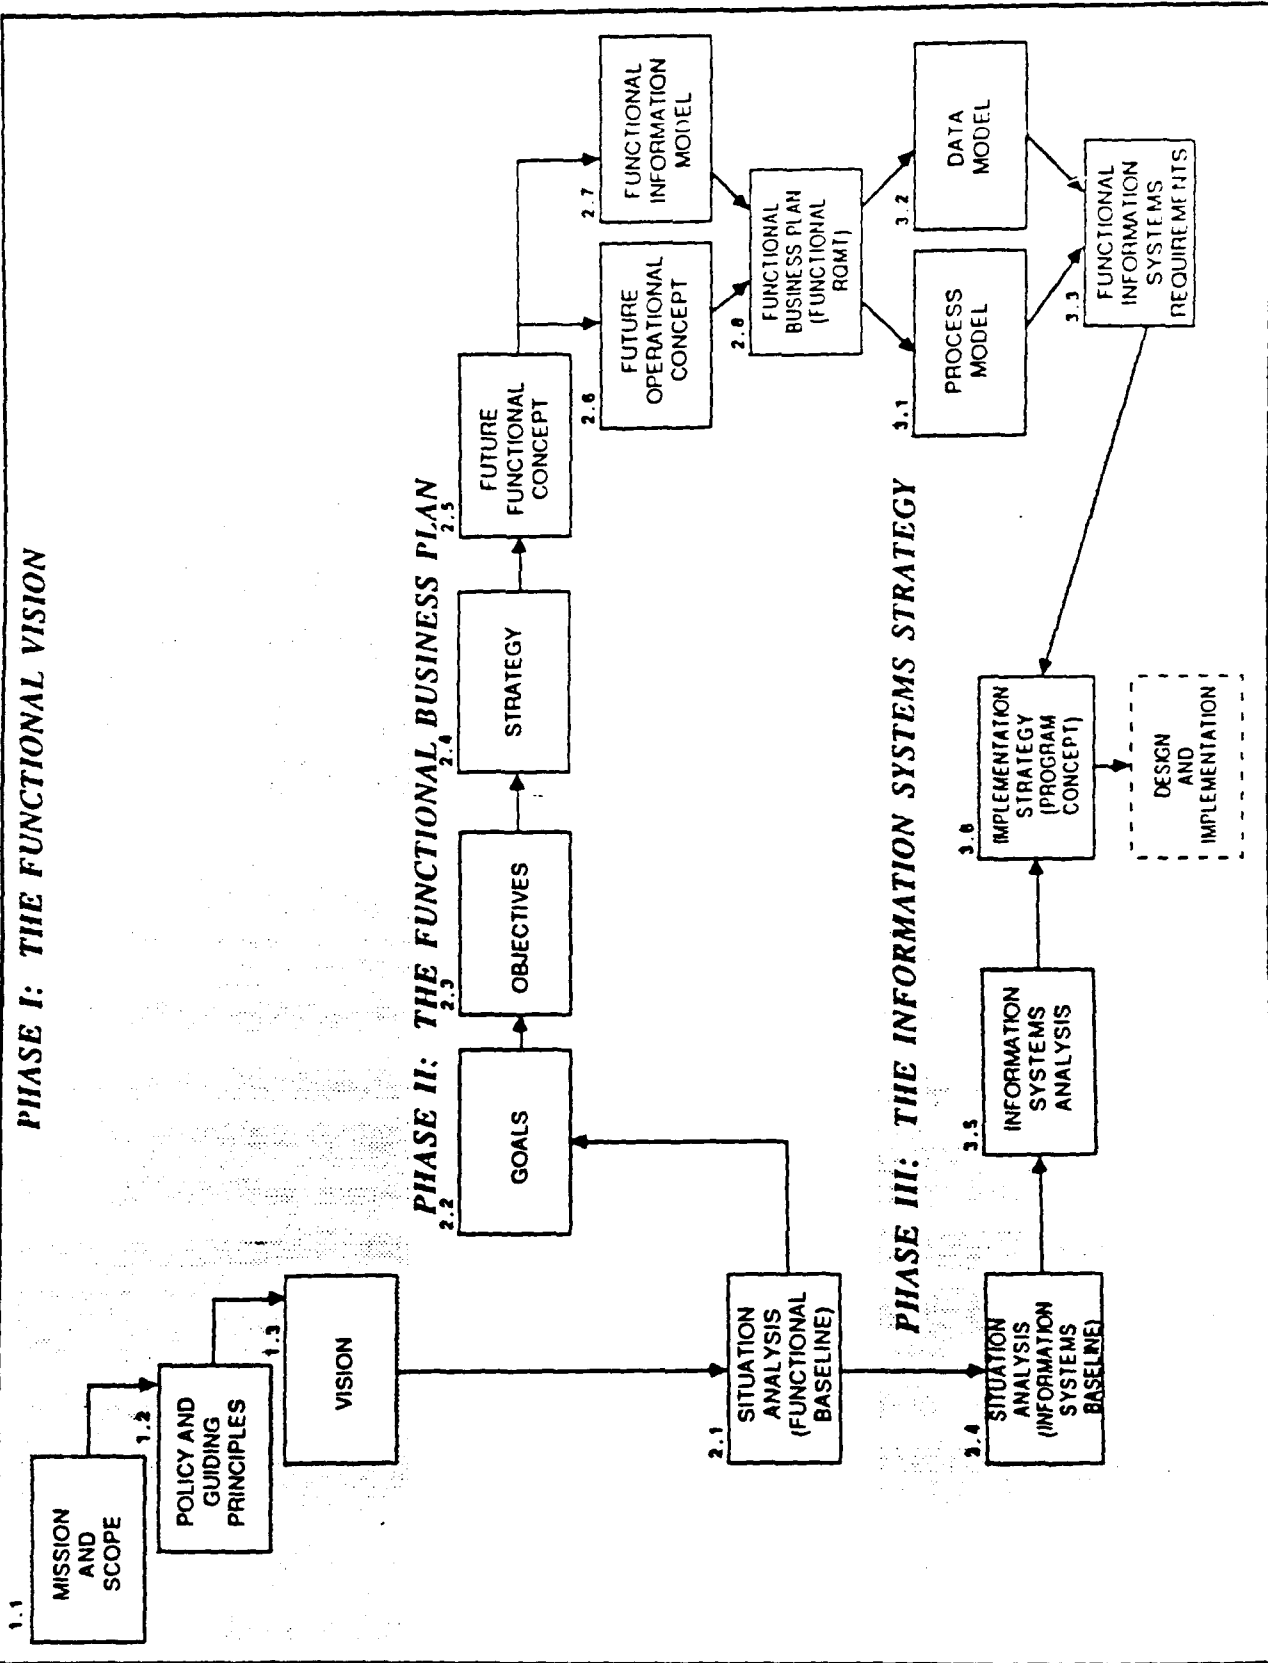 PHASE I: THE FUNCTIONAL VISION
1.1
MISSION
AND
SCOPE
1.2
POLICY AND
GUIDING
PRINCIPLES
1.3
VISION
PHASE II: THE FUNCTIONAL BUSINESS PLAN
2.1
SITUATION
ANALYSIS
(FUNCTIONAL
BASELINE)
2.2
GOALS
2.3
OBJECTIVES
2.4
STRATEGY
2.5
FUTURE
FUNCTIONAL
CONCEPT
2.6
FUTURE
OPERATIONAL
CONCEPT
2.7
FUNCTIONAL
INFORMATION
MODEL
2.8
FUNCTIONAL
BUSINESS PLAN
(FUNCTIONAL
RQMT)
PHASE III: THE INFORMATION SYSTEMS STRATEGY
3.1
PROCESS
MODEL
3.2
DATA
MODEL
3.3
FUNCTIONAL
INFORMATION
SYSTEMS
REQUIREMENTS
3.4
SITUATION
ANALYSIS
(INFORMATION
SYSTEMS
BASELINE)
3.5
INFORMATION
SYSTEMS
ANALYSIS
3.6
IMPLEMENTATION
STRATEGY
(PROGRAM
CONCEPT)
DESIGN
AND
IMPLEMENTATION